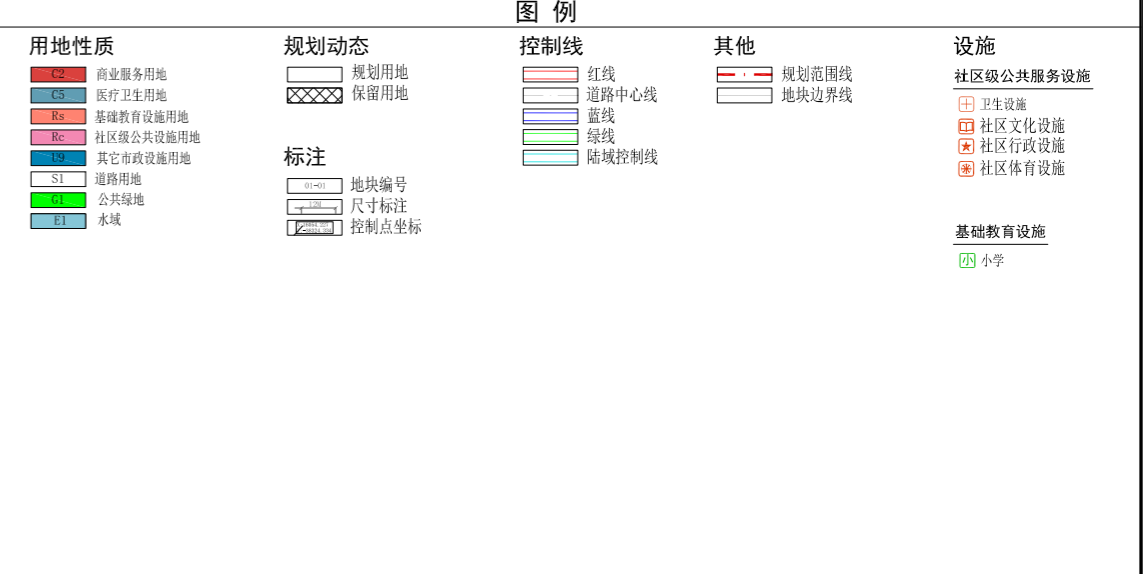 图 例
用地性质
C2 商业服务用地
C5 医疗卫生用地
Rs 基础教育设施用地
Rc 社区级公共设施用地
U9 其它市政设施用地
S1 道路用地
G1 公共绿地
E1 水域
规划动态
规划用地
保留用地
标注
01-01 地块编号
12M 尺寸标注
控制点坐标
控制线
红线
道路中心线
蓝线
绿线
陆域控制线
其他
规划范围线
地块边界线
设施
社区级公共服务设施
卫生设施
社区文化设施
社区行政设施
社区体育设施
基础教育设施
小 小学